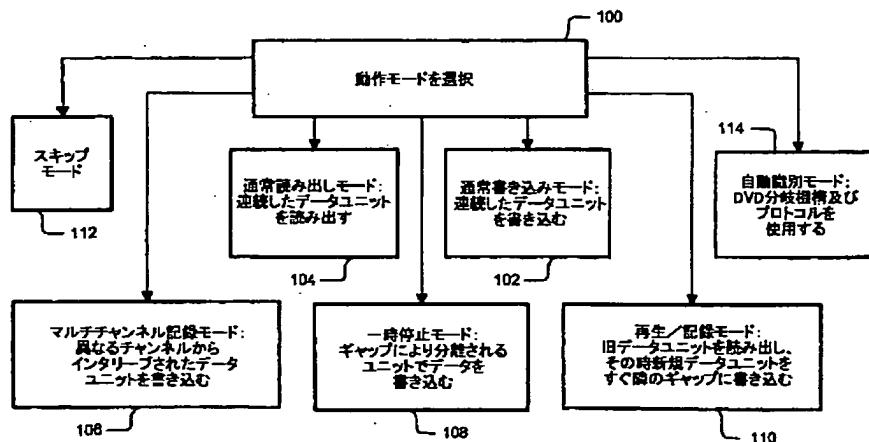 100
動作モードを選択
スキップ
モード
112
通常読み出しモード:
連続したデータユニット
を読み出す
104
通常書き込みモード:
連続したデータユニット
を書き込む
102
114
自動識別モード:
DVD分岐機構及び
プロトコルを
使用する
マルチチャンネル記録モード:
異なるチャンネルから
インタリーブされたデータ
ユニットを書き込む
106
一時停止モード:
ギャップにより分離される
ユニットでデータを
書き込む
108
再生/記録モード:
旧データユニットを読み出し、
その時新規データユニットを
すぐ隣のギャップに書き込む
110